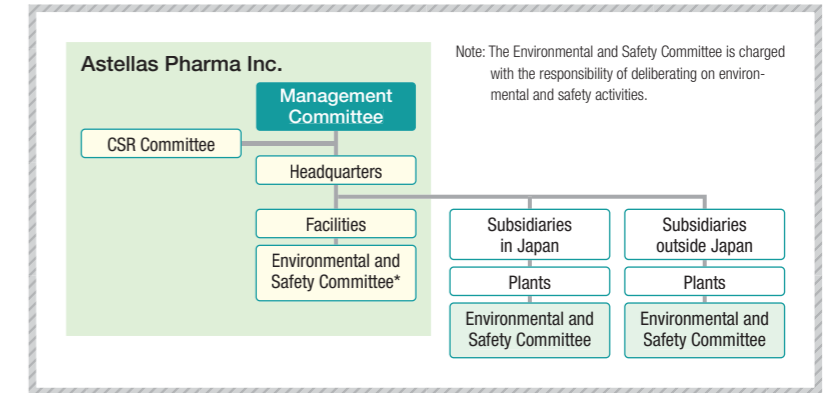 Astellas Pharma Inc.
Note: The Environmental and Safety Committee is charged
with the responsibility of deliberating on environ-
mental and safety activities.
Management
Committee
CSR Committee
Headquarters
Facilities
Environmental and
Safety Committee*
Subsidiaries
in Japan
Plants
Environmental and
Safety Committee
Subsidiaries
outside Japan
Plants
Environmental and
Safety Committee